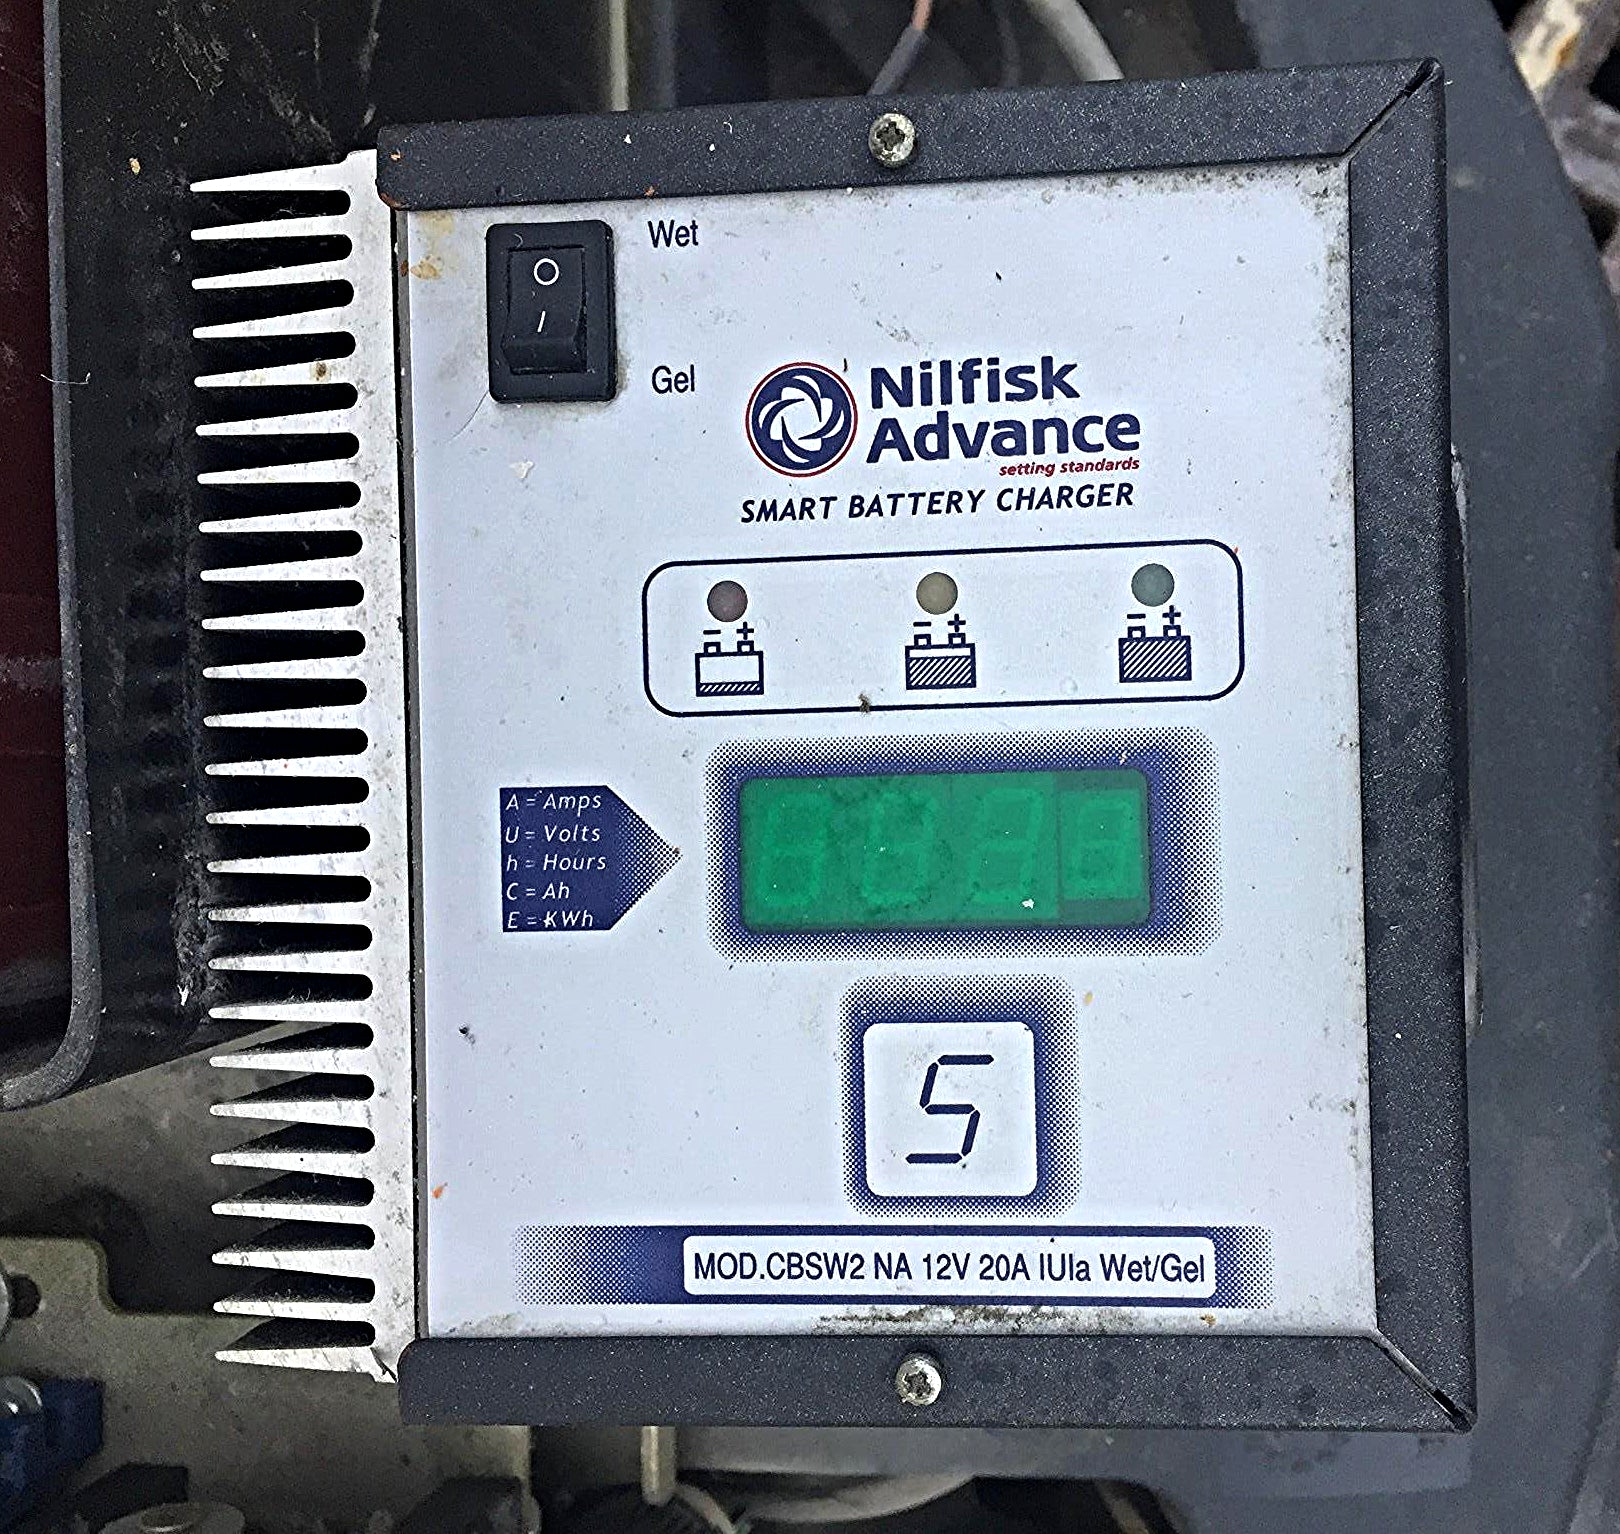 Wet
O
I
Gel
Nilfisk
Advance
setting standards
SMART BATTERY CHARGER
- +
- +
- +
A = Amps
U = Volts
h = Hours
C = Ah
E = KWh
S
MOD.CBSW2 NA 12V 20A IUIa Wet/Gel